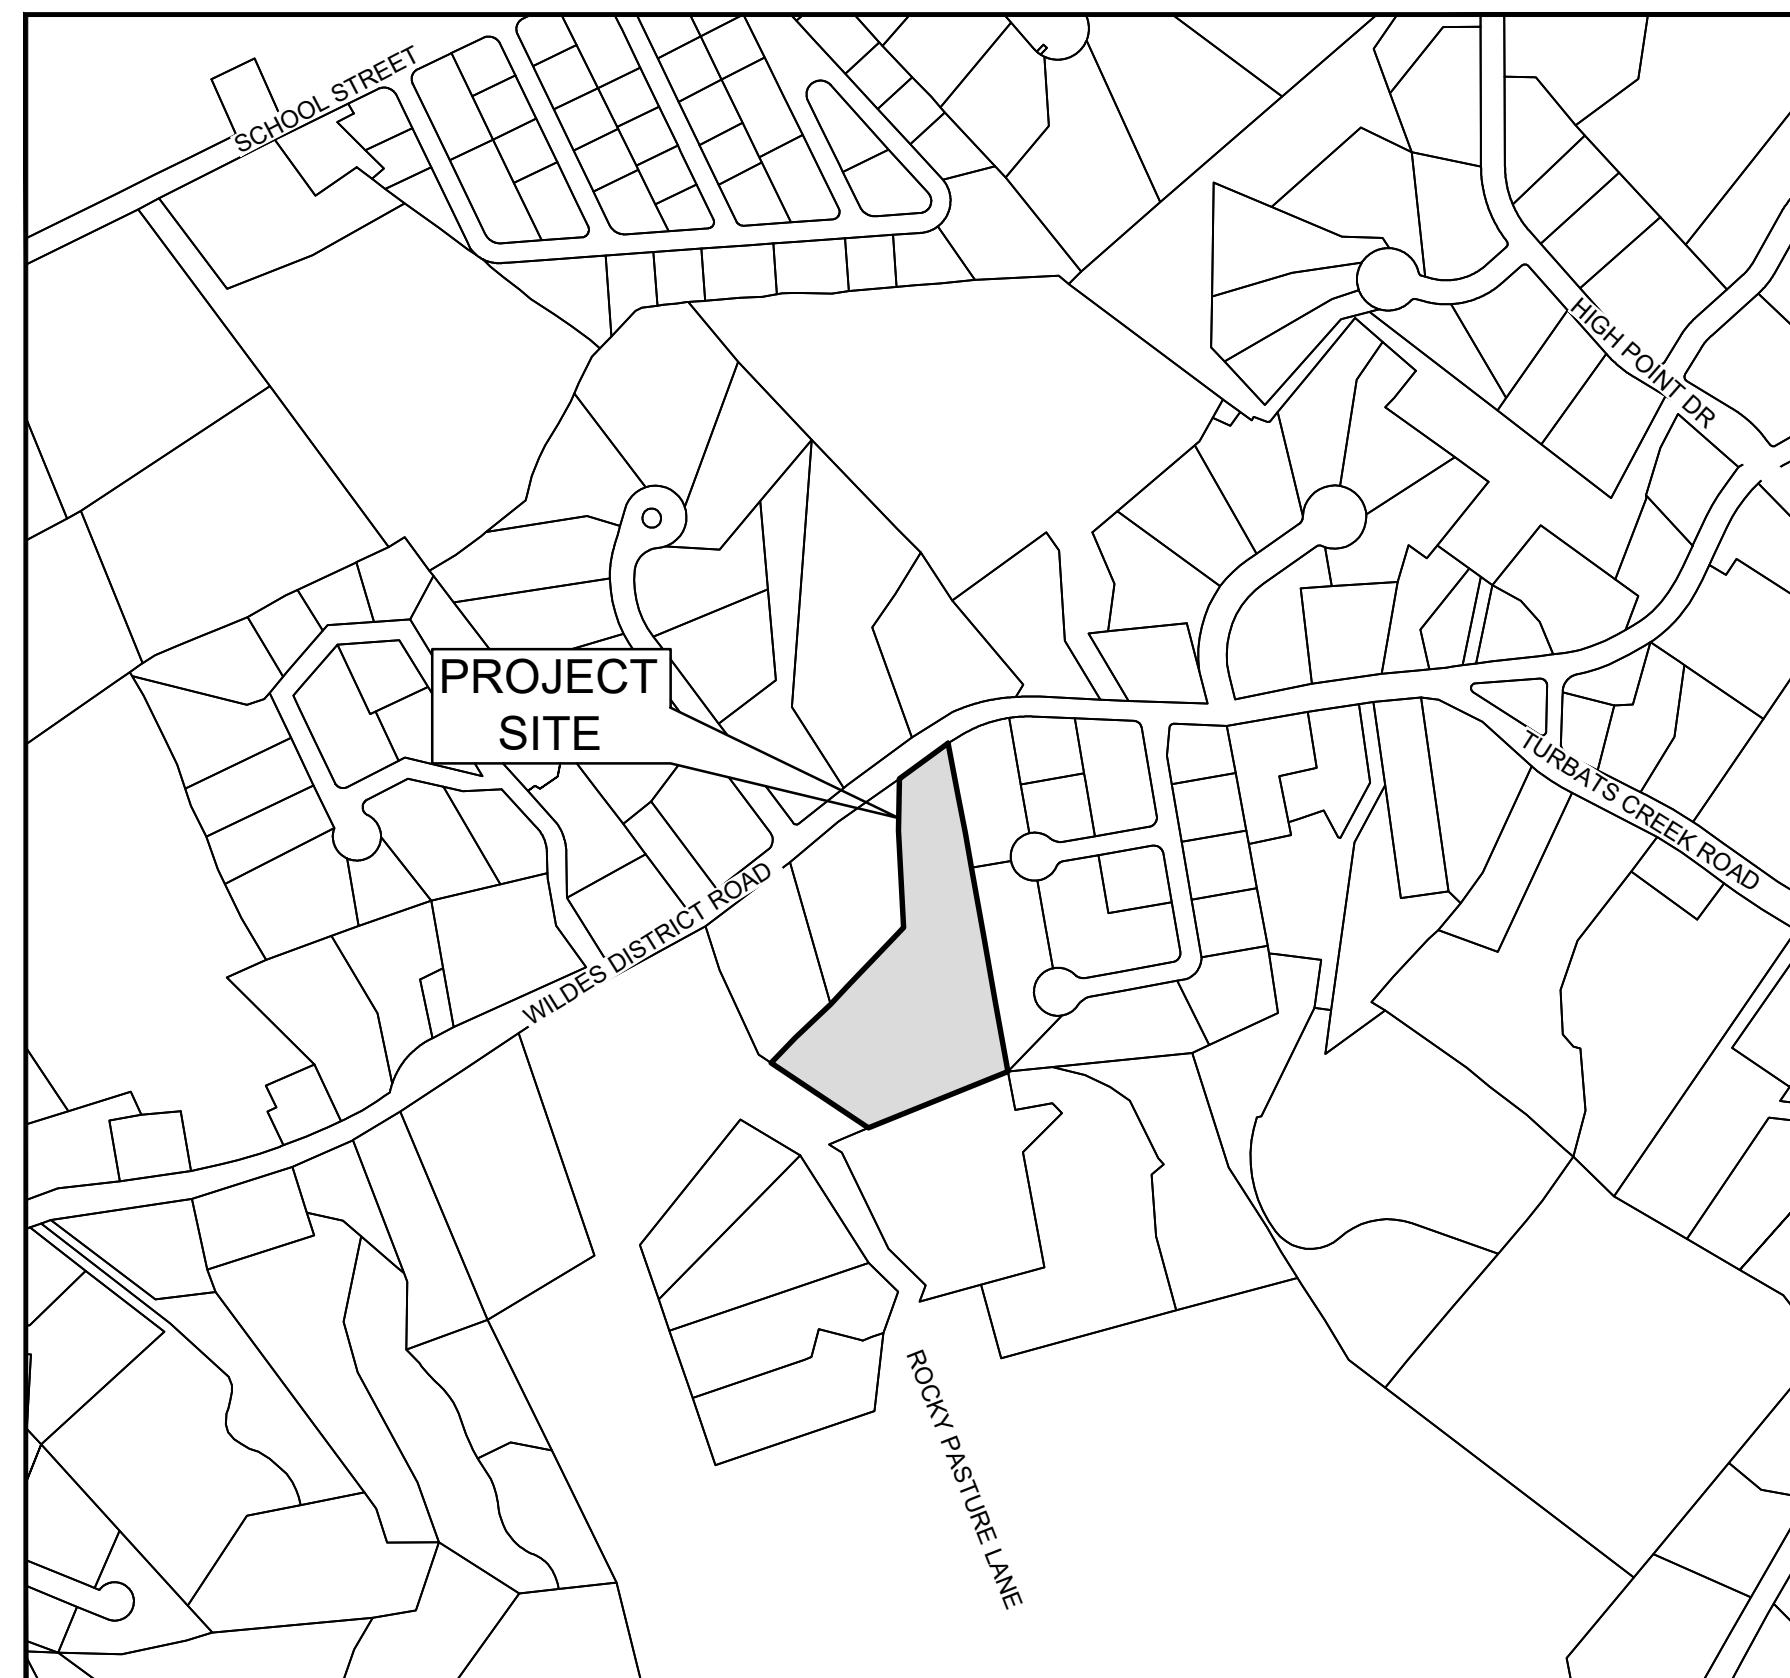 SCHOOL STREET
HIGH POINT DR
PROJECT
SITE
TURBATS CREEK ROAD
WILDES DISTRICT ROAD
ROCKY PASTURE LANE